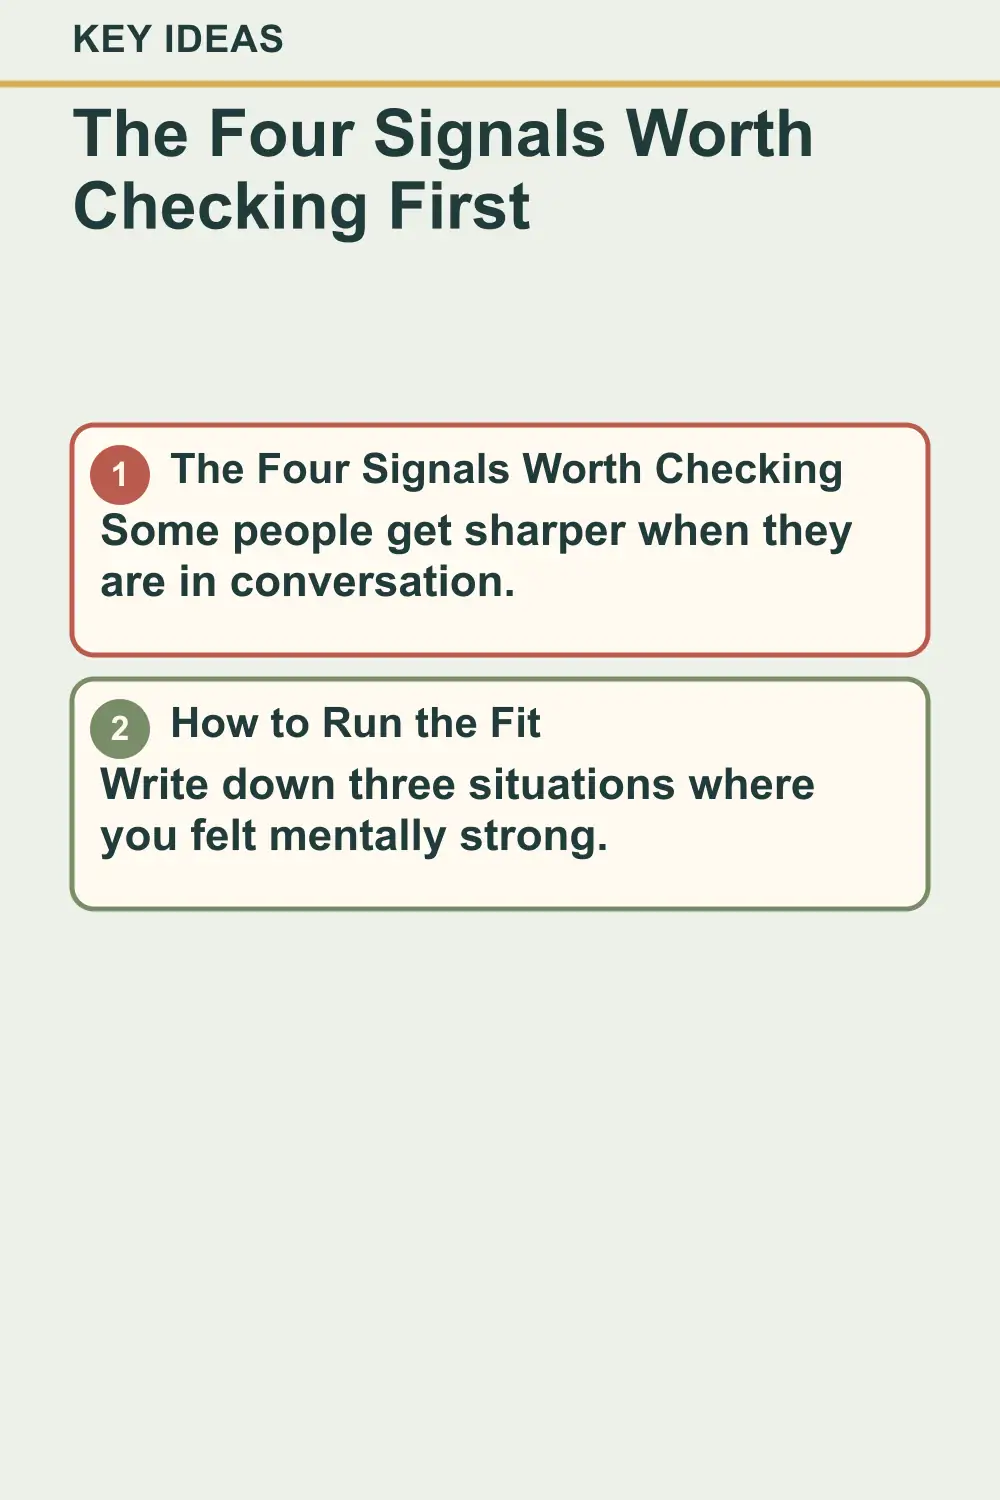 KEY IDEAS
The Four Signals Worth
Checking First
1 The Four Signals Worth Checking
Some people get sharper when they
are in conversation.
2 How to Run the Fit
Write down three situations where
you felt mentally strong.